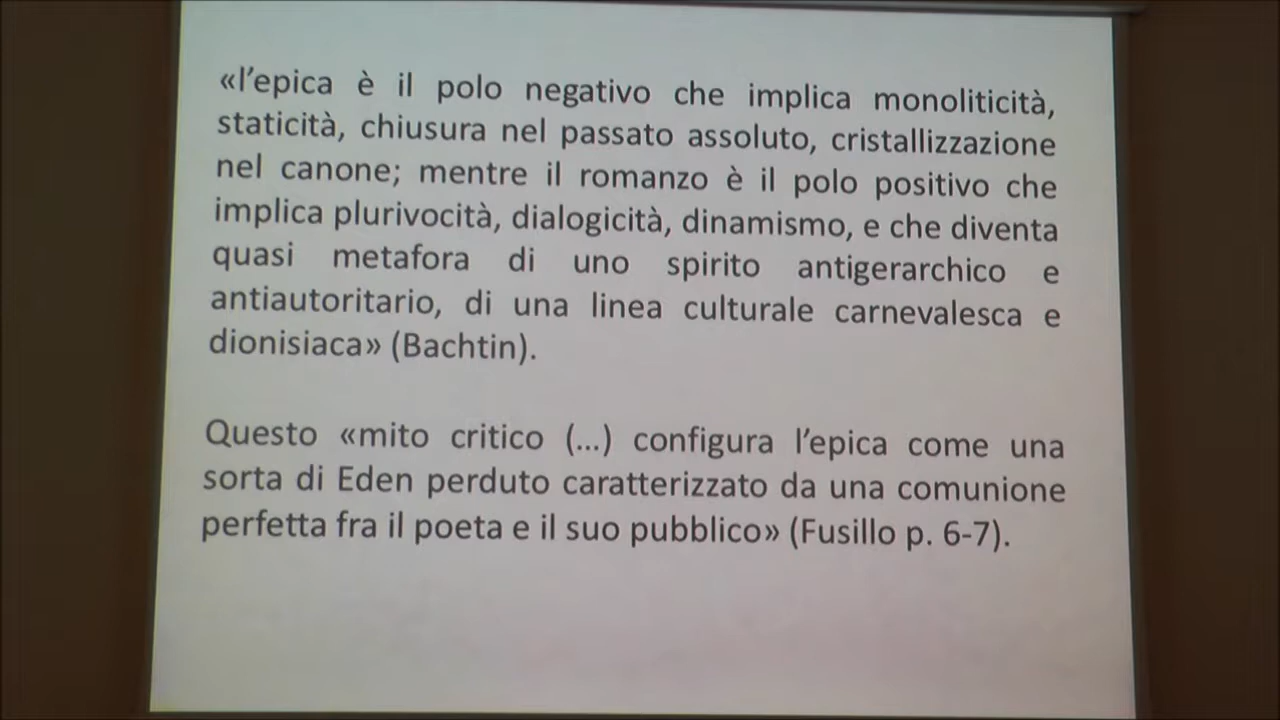 «l'epica è il polo negativo che implica monoliticità,
staticità, chiusura nel passato assoluto, cristallizzazione
nel canone; mentre il romanzo è il polo positivo che
implica plurivocità, dialogicità, dinamismo, e che diventa
quasi metafora di uno spirito antigerarchico e
antiautoritario, di una linea culturale carnevalesca e
dionisiaca» (Bachtin).
Questo «mito critico (...) configura l'epica come una
sorta di Eden perduto caratterizzato da una comunione
perfetta fra il poeta e il suo pubblico» (Fusillo p. 6-7).